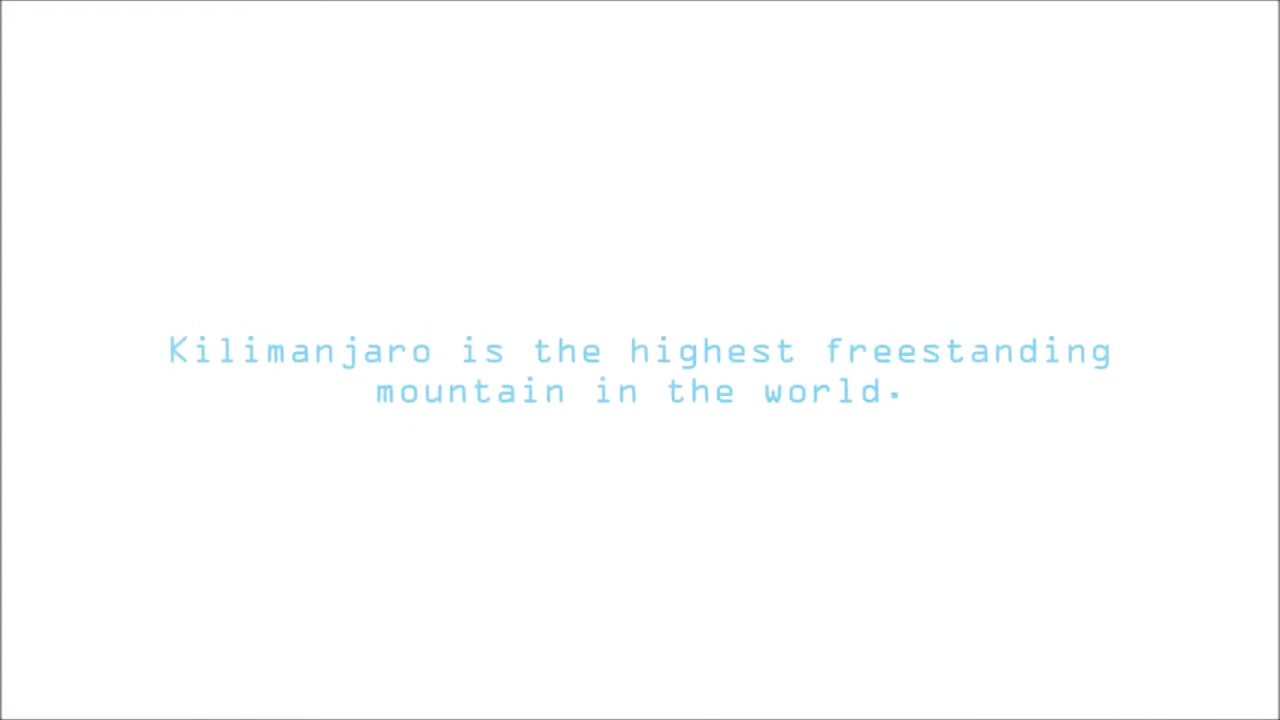 Kilimanjaro is the highest freestanding
mountain in the world.